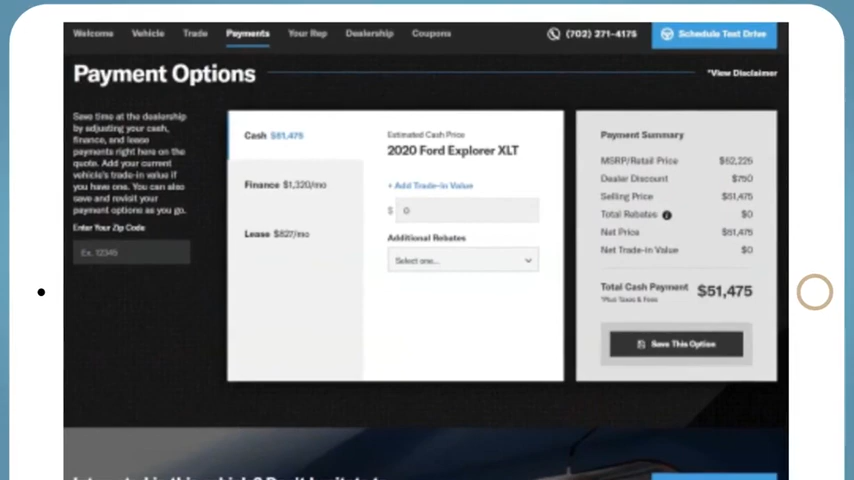 Welcome Vehicle Trade Payments Your Rep Dealership Coupons (702) 271-4175 Schedule Test Drive
Payment Options
*View Disclaimer
Save time at the dealership
by adjusting your cash,
finance, and lease
payments right here on the
quote. Add your current
vehicle's trade-in value if
you have one. You can also
save and revisit your
payment options as you go.
Enter Your Zip Code
Ex. 12345
Cash $51,475
Finance $1,320/mo
Lease $827/mo
Estimated Cash Price
2020 Ford Explorer XLT
+ Add Trade-in Value
$ 0
Additional Rebates
Select one...
Payment Summary
MSRP/Retail Price $52,225
Dealer Discount $750
Selling Price $51,475
Total Rebates $0
Net Price $51,475
Net Trade-in Value $0
Total Cash Payment $51,475
*Plus Taxes & Fees
Save This Option